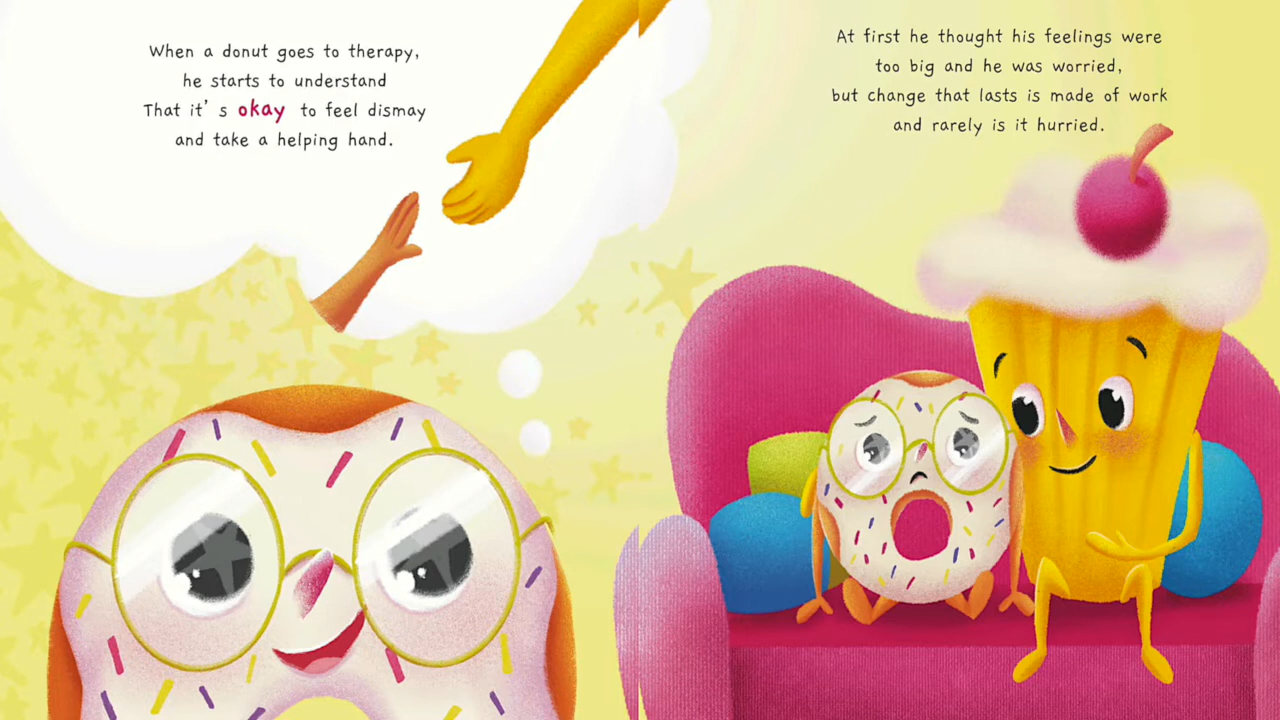 When a donut goes to therapy,
he starts to understand
That it' s okay to feel dismay
and take a helping hand.
At first he thought his feelings were
too big and he was worried,
but change that lasts is made of work
and rarely is it hurried.